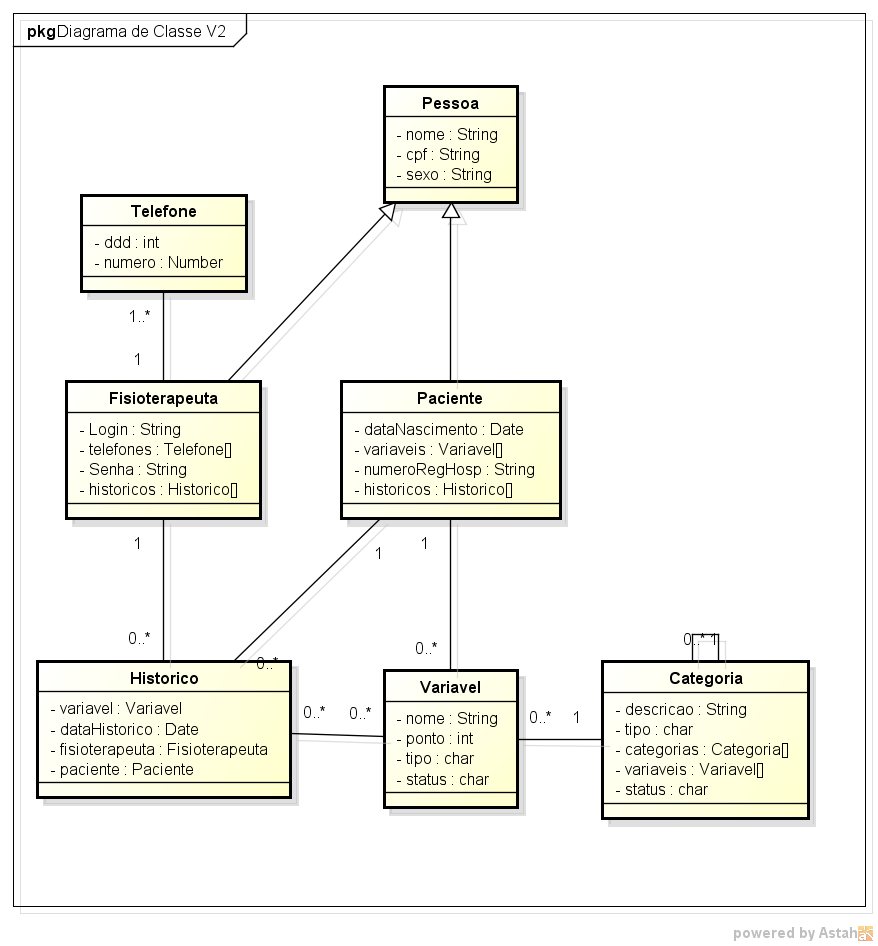 pkg Diagrama de Classe V2
Pessoa
- nome : String
- cpf : String
- sexo : String
Telefone
- ddd : int
- numero : Number
1..*
1
Fisioterapeuta
- Login : String
- telefones : Telefone[]
- Senha : String
- historicos : Historico[]
Paciente
- dataNascimento : Date
- variaveis : Variavel[]
- numeroRegHosp : String
- historicos : Historico[]
1
1
1
0..*
0..*
0..*
0..* 1
Historico
- variavel : Variavel
- dataHistorico : Date
- fisioterapeuta : Fisioterapeuta
- paciente : Paciente
0..*
0..*
Variavel
- nome : String
- ponto : int
- tipo : char
- status : char
0..*
1
Categoria
- descricao : String
- tipo : char
- categorias : Categoria[]
- variaveis : Variavel[]
- status : char
powered by Astah